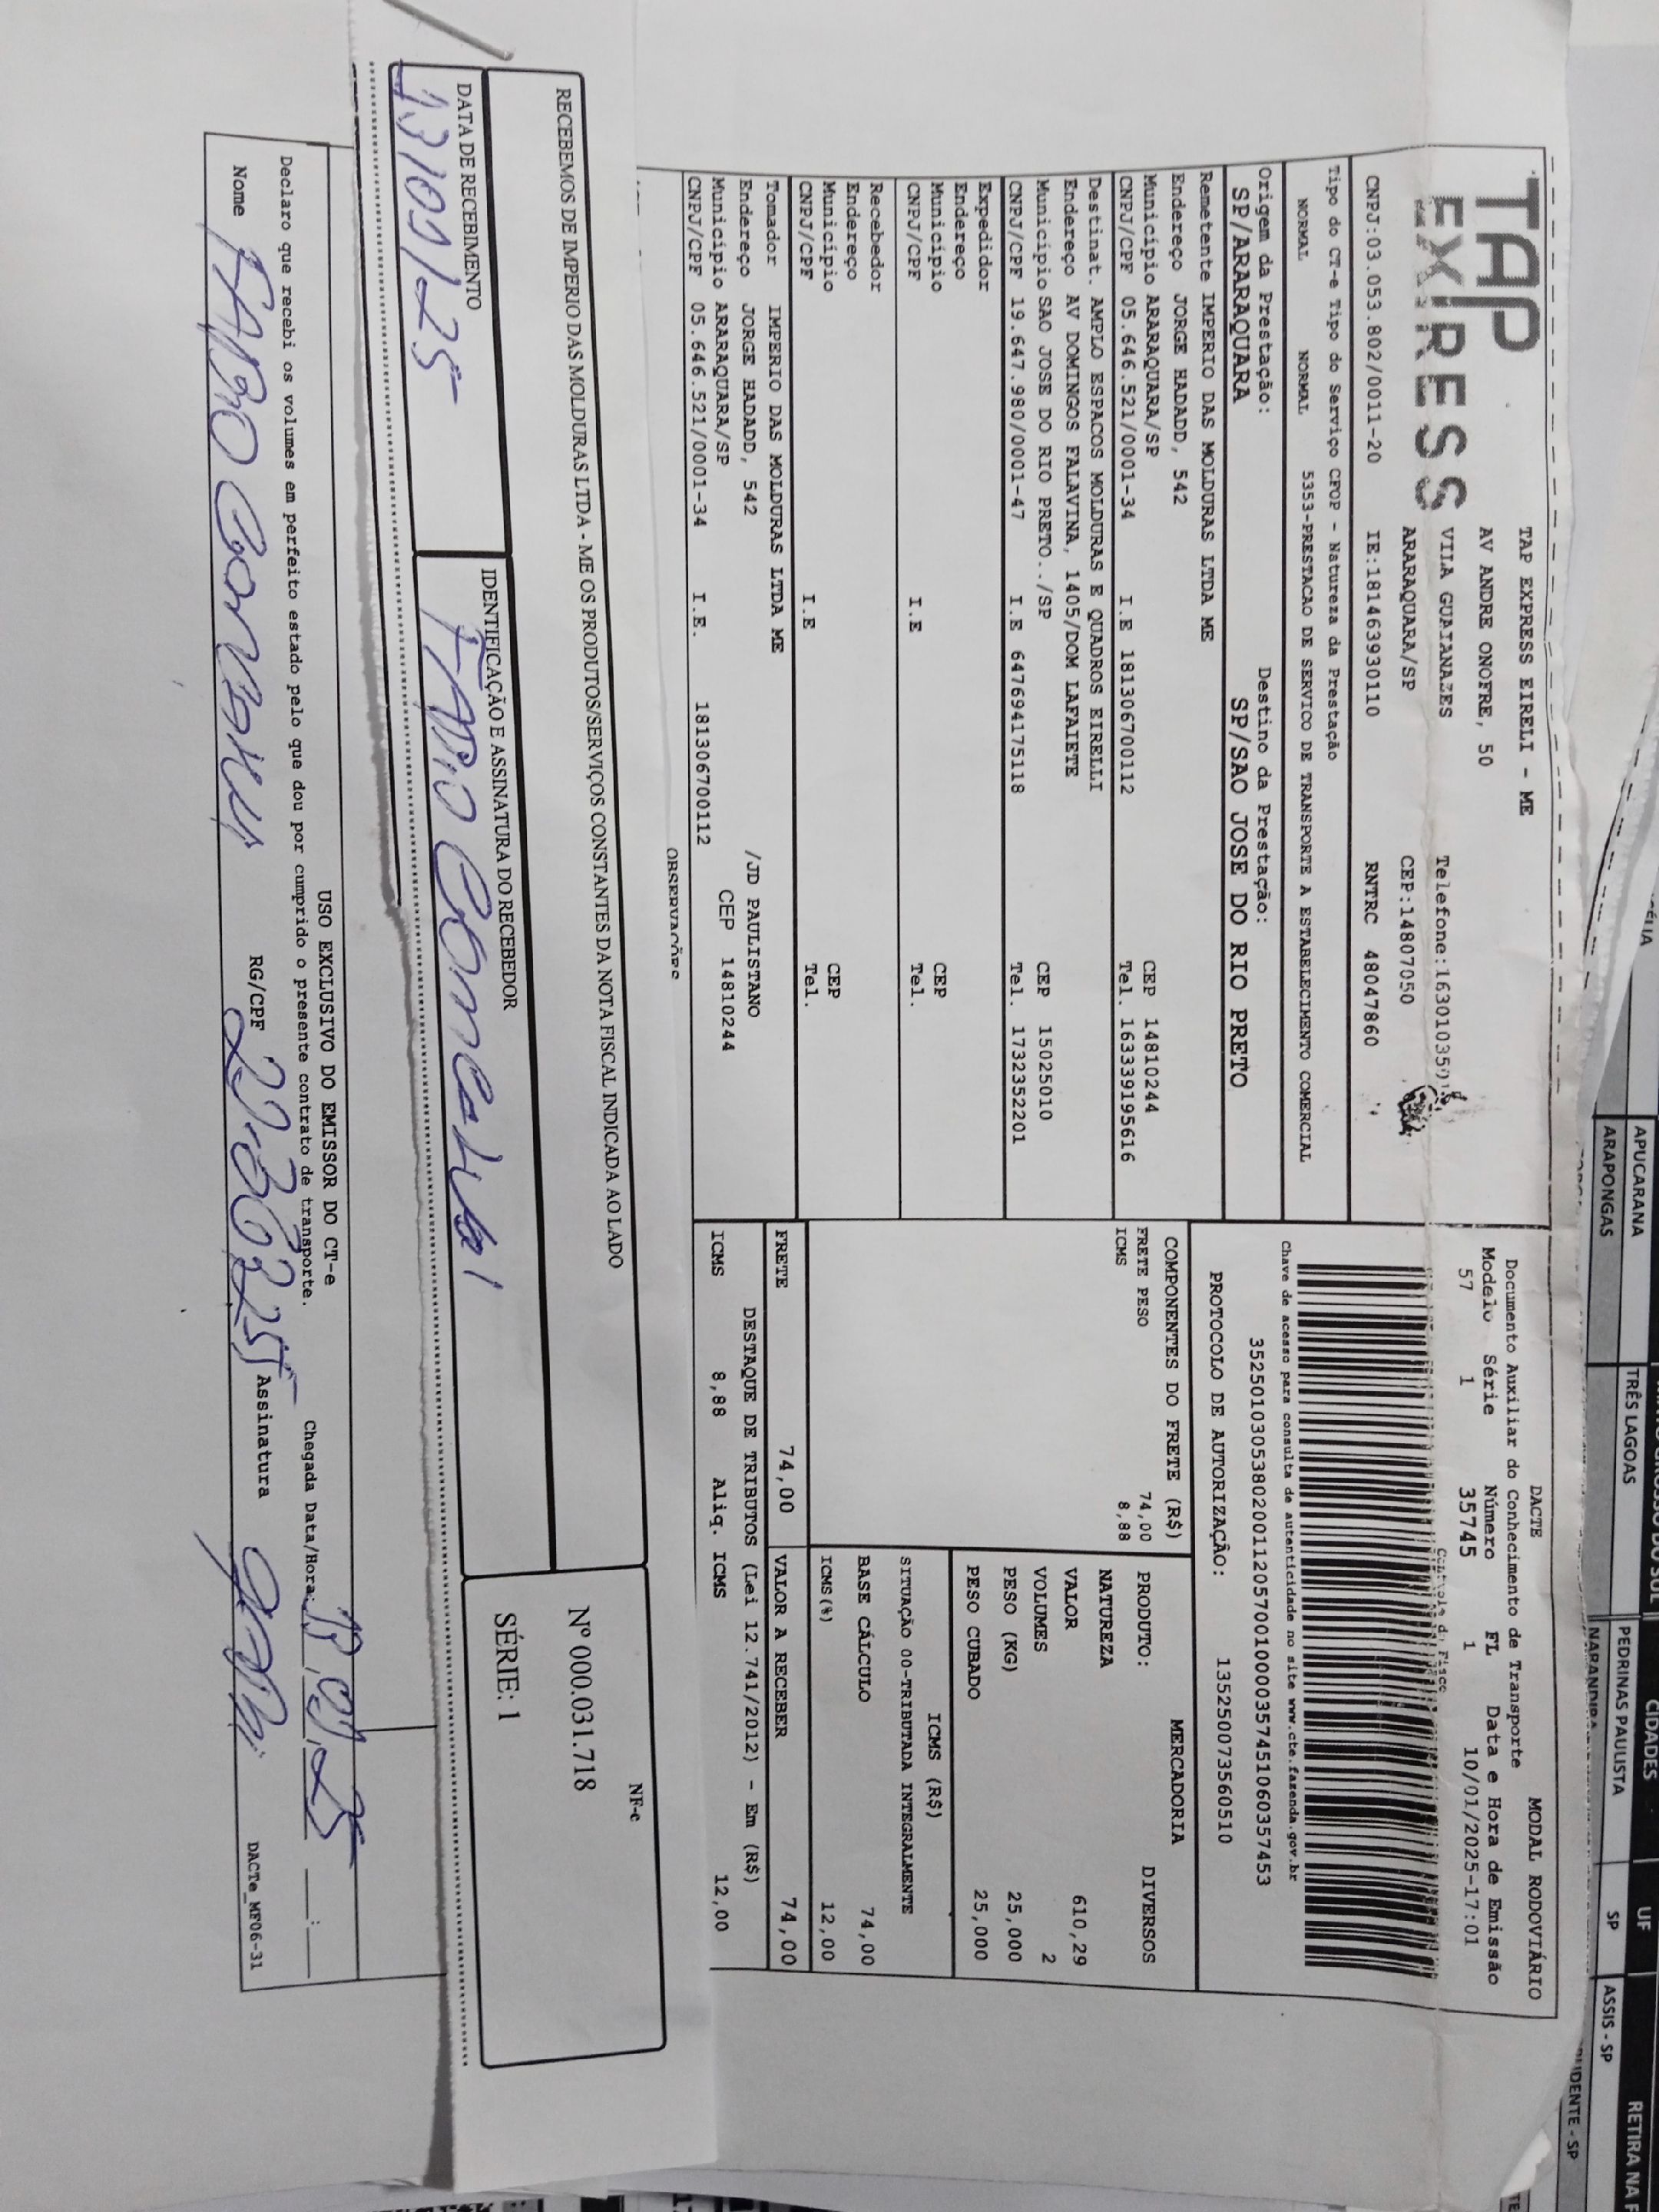 TAP
EXPRESS
TAP EXPRESS EIRELI - ME
AV ANDRE ONOFRE, 50
VILA GUAIANAZES
ARARAQUARA/SP
CEP:14807050
CNPJ:03.053.802/0011-20 IE:181463930110 RNTRC 48047860
Tipo do CT-e Tipo do Serviço CFOP - Natureza da Prestação
NORMAL NORMAL 5353-PRESTACAO DE SERVICO DE TRANSPORTE A ESTABELECIMENTO COMERCIAL
Origem da Prestação: Destino da Prestação:
SP/ARARAQUARA SP/SAO JOSE DO RIO PRETO
Remetente IMPERIO DAS MOLDURAS LTDA ME
Endereço JORGE HADADD, 542
Município ARARAQUARA/SP CEP 14810244
CNPJ/CPF 05.646.521/0001-34 I.E 181306700112 Tel. 16339195616
Destinat. AMPLO ESPACOS MOLDURAS E QUADROS EIRELLI
Endereço AV DOMINGOS FALAVINA, 1405/DOM LAFAIETE
Município SAO JOSE DO RIO PRETO../SP CEP 15025010
CNPJ/CPF 19.647.980/0001-47 I.E 647694175118 Tel. 1732352201
Expedidor
Endereço
Município CEP
CNPJ/CPF I.E Tel.
Recebedor
Endereço
Município CEP
CNPJ/CPF I.E Tel.
Tomador IMPERIO DAS MOLDURAS LTDA ME
Endereço JORGE HADADD, 542 /JD PAULISTANO
Município ARARAQUARA/SP CEP 14810244
CNPJ/CPF 05.646.521/0001-34 I.E. 181306700112
OBSERVAÇÕES
DACTE MODAL RODOVIÁRIO
Documento Auxiliar do Conhecimento de Transporte
Modelo Série Número FL Data e Hora de Emissão
57 1 35745 1 10/01/2025-17:01
Controle do Fisco
Chave de acesso para consulta de autenticidade no site www.cte.fazenda.gov.br
35250103053802001120570010000357451060357453
PROTOCOLO DE AUTORIZAÇÃO: 135250073560510
COMPONENTES DO FRETE (R$)
FRETE PESO 74,00
ICMS 8,88
MERCADORIA
PRODUTO: DIVERSOS
NATUREZA
VALOR 610,29
VOLUMES 2
PESO (KG) 25,000
PESO CUBADO 25,000
ICMS (R$)
SITUAÇÃO 00-TRIBUTADA INTEGRALMENTE
BASE CÁLCULO 74,00
ICMS(%) 12,00
FRETE 74,00 VALOR A RECEBER 74,00
DESTAQUE DE TRIBUTOS (Lei 12.741/2012) - Em (R$)
ICMS 8,88 Aliq. ICMS 12,00
RECEBEMOS DE IMPERIO DAS MOLDURAS LTDA - ME OS PRODUTOS/SERVIÇOS CONSTANTES DA NOTA FISCAL INDICADA AO LADO
DATA DE RECEBIMENTO
13/01/25
IDENTIFICAÇÃO E ASSINATURA DO RECEBEDOR
NF-e
Nº 000.031.718
SÉRIE: 1
USO EXCLUSIVO DO EMISSOR DO CT-e
Declaro que recebi os volumes em perfeito estado pelo que dou por cumprido o presente contrato de transporte.
Chegada Data/Hora: 13/01/25
Nome FABIO
RG/CPF
Assinatura
DACTe_MF06-31
APUCARANA TRÊS LAGOAS PEDRINAS PAULISTA SP ASSIS - SP
ARAPONGAS
CIDADES UF